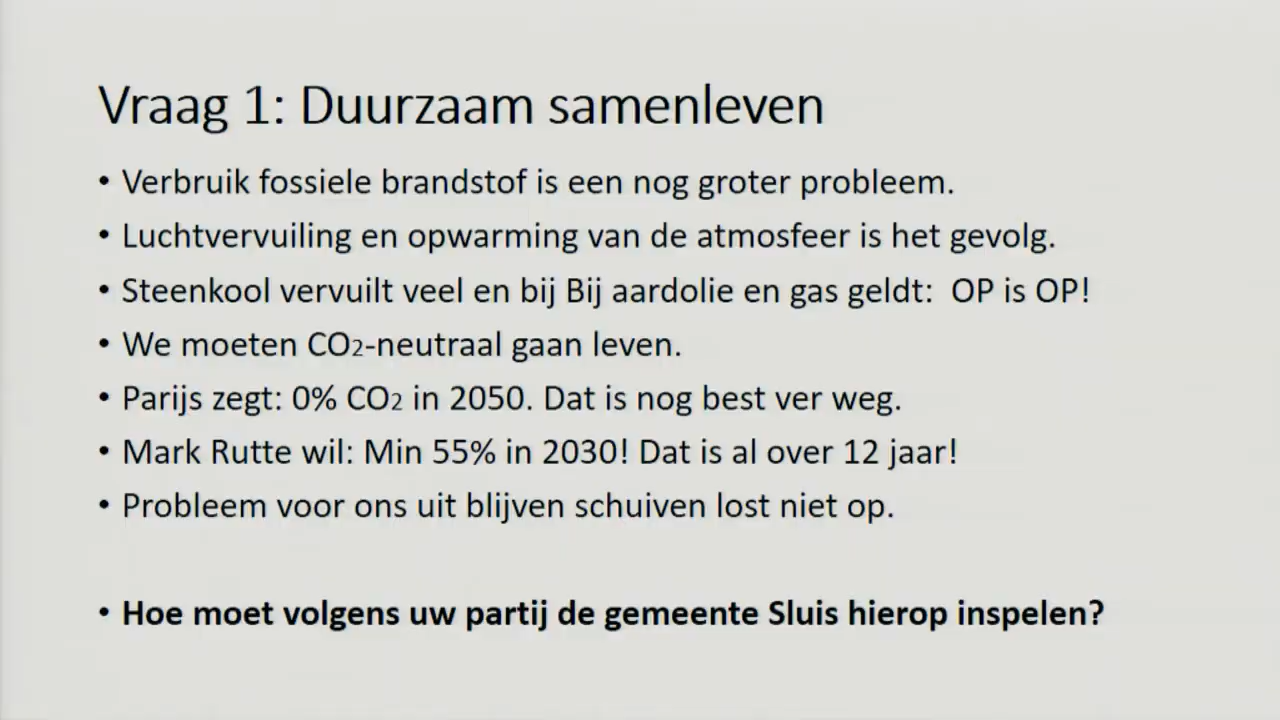 Vraag 1: Duurzaam samenleven
• Verbruik fossiele brandstof is een nog groter probleem.
• Luchtvervuiling en opwarming van de atmosfeer is het gevolg.
• Steenkool vervuilt veel en bij Bij aardolie en gas geldt:  OP is OP!
• We moeten CO2-neutraal gaan leven.
• Parijs zegt: 0% CO2 in 2050. Dat is nog best ver weg.
• Mark Rutte wil: Min 55% in 2030! Dat is al over 12 jaar!
• Probleem voor ons uit blijven schuiven lost niet op.
• Hoe moet volgens uw partij de gemeente Sluis hierop inspelen?